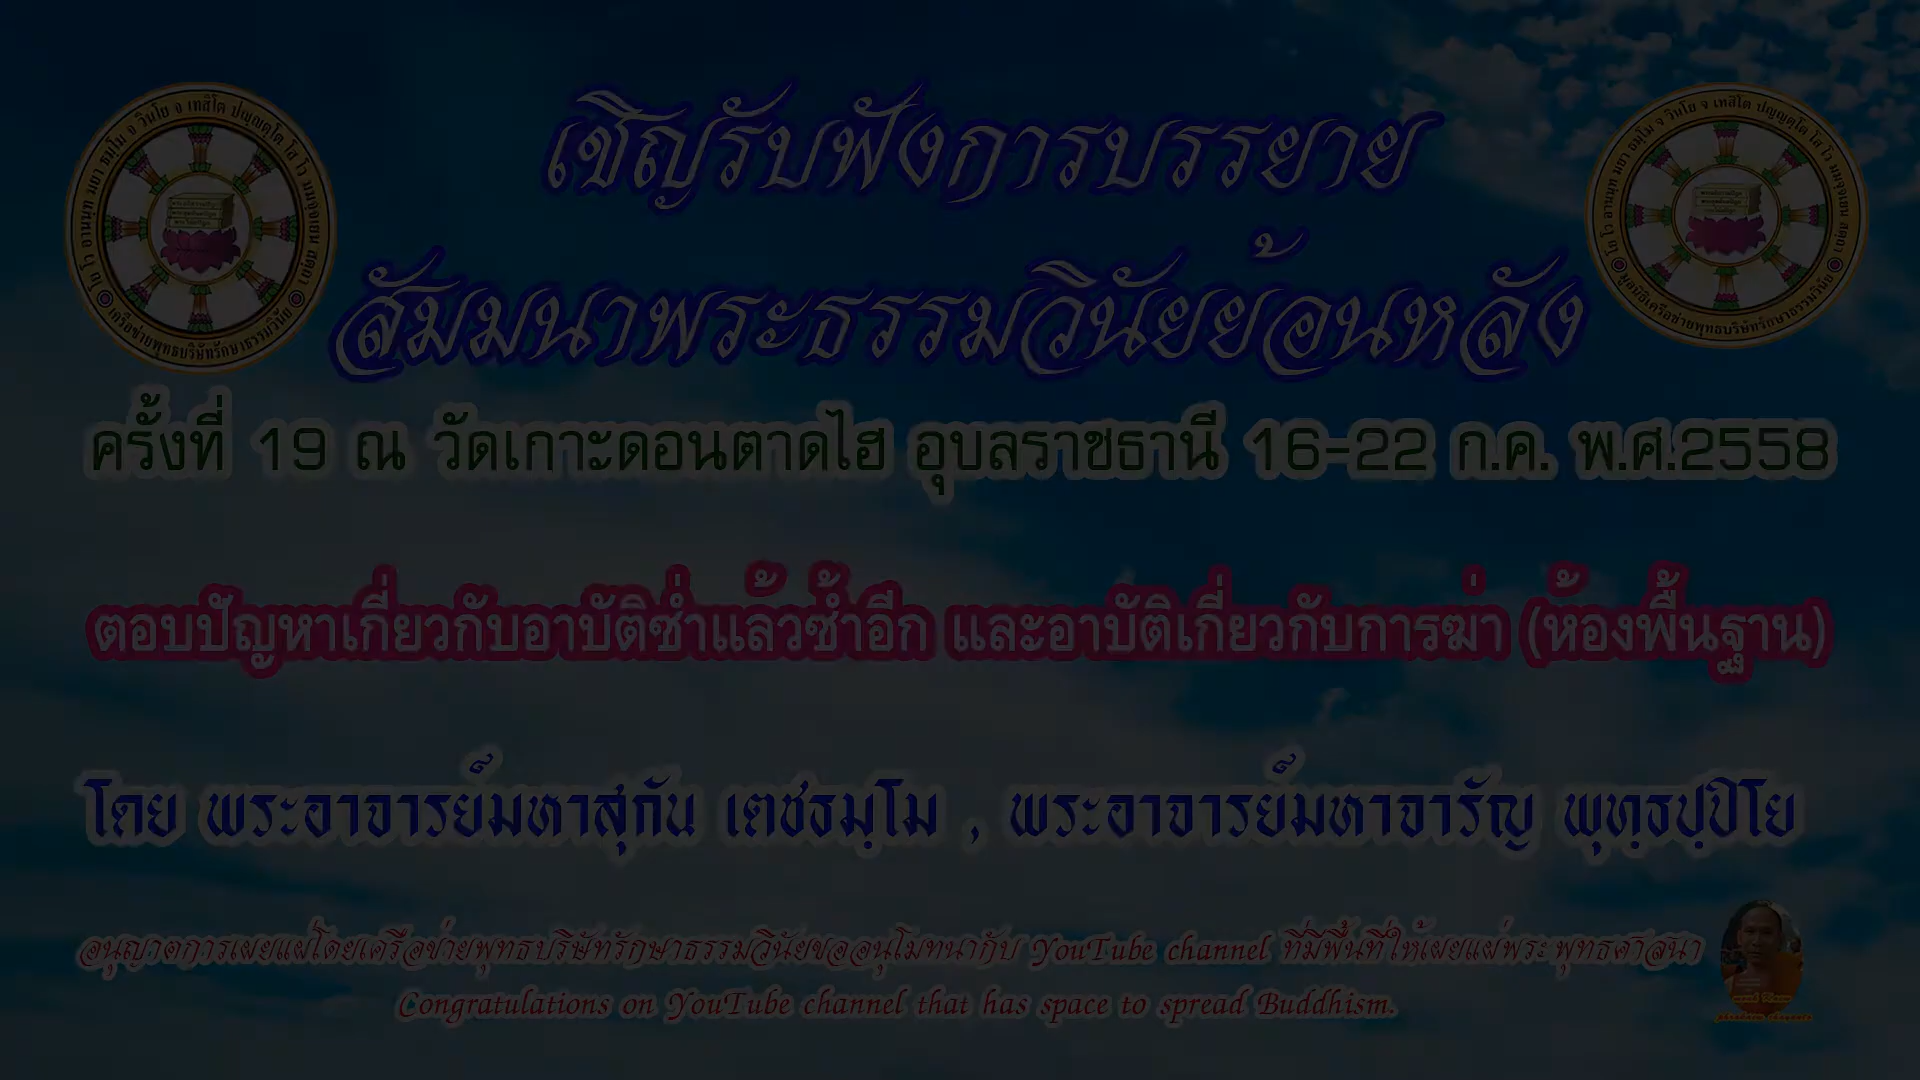 เชิญรับฟังการบรรยาย
สัมมนาพระธรรมวินัยย้อนหลัง
ครั้งที่ 19 ณ วัดเกาะดอนตาดไฮ อุบลราชธานี 16-22 ก.ค. พ.ศ.2558
ตอบปัญหาเกี่ยวกับอาบัติซ่ำแล้วซ้ำอีก และอาบัติเกี่ยวกับการฆ่า (ห้องพื้นฐาน)
โดย พระอาจารย์มหาสุกัน เตชธมฺโม , พระอาจารย์มหาจารัญ พุทฺธปฺปิโย
อนุญาตการเผยแผ่โดยเครือข่ายพุทธบริษัทรักษาธรรมวินัยขออนุโมทนากับ YouTube channel ที่มีพื้นที่ให้เผยแผ่พระพุทธศาสนา
Congratulations on YouTube channel that has space to spread Buddhism.